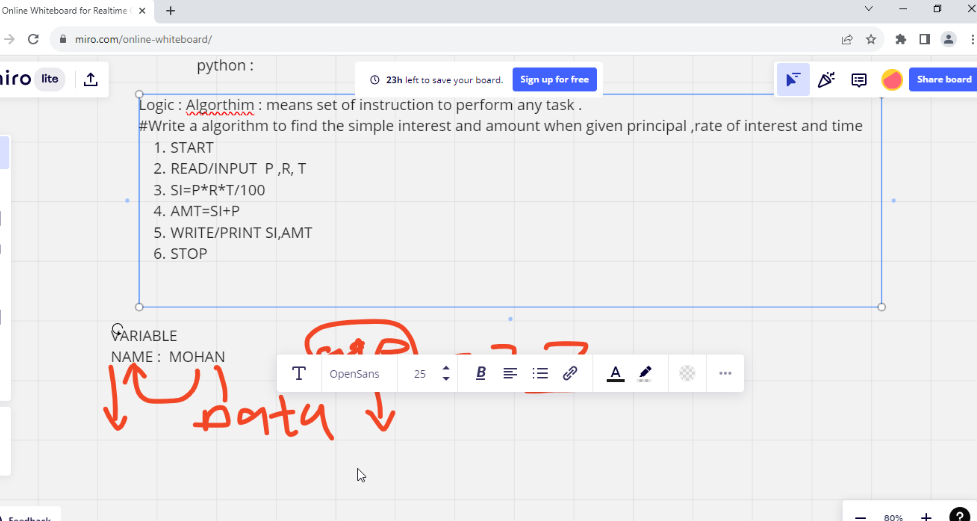 Online Whiteboard for Realtime
miro.com/online-whiteboard/
python :
miro lite
23h left to save your board.
Sign up for free
Share board
Logic : Algorthim : means set of instruction to perform any task .
#Write a algorithm to find the simple interest and amount when given principal ,rate of interest and time
1. START
2. READ/INPUT P ,R, T
3. SI=P*R*T/100
4. AMT=SI+P
5. WRITE/PRINT SI,AMT
6. STOP
VARIABLE
NAME : MOHAN
T OpenSans 25 B A
Data
Feedback
80%